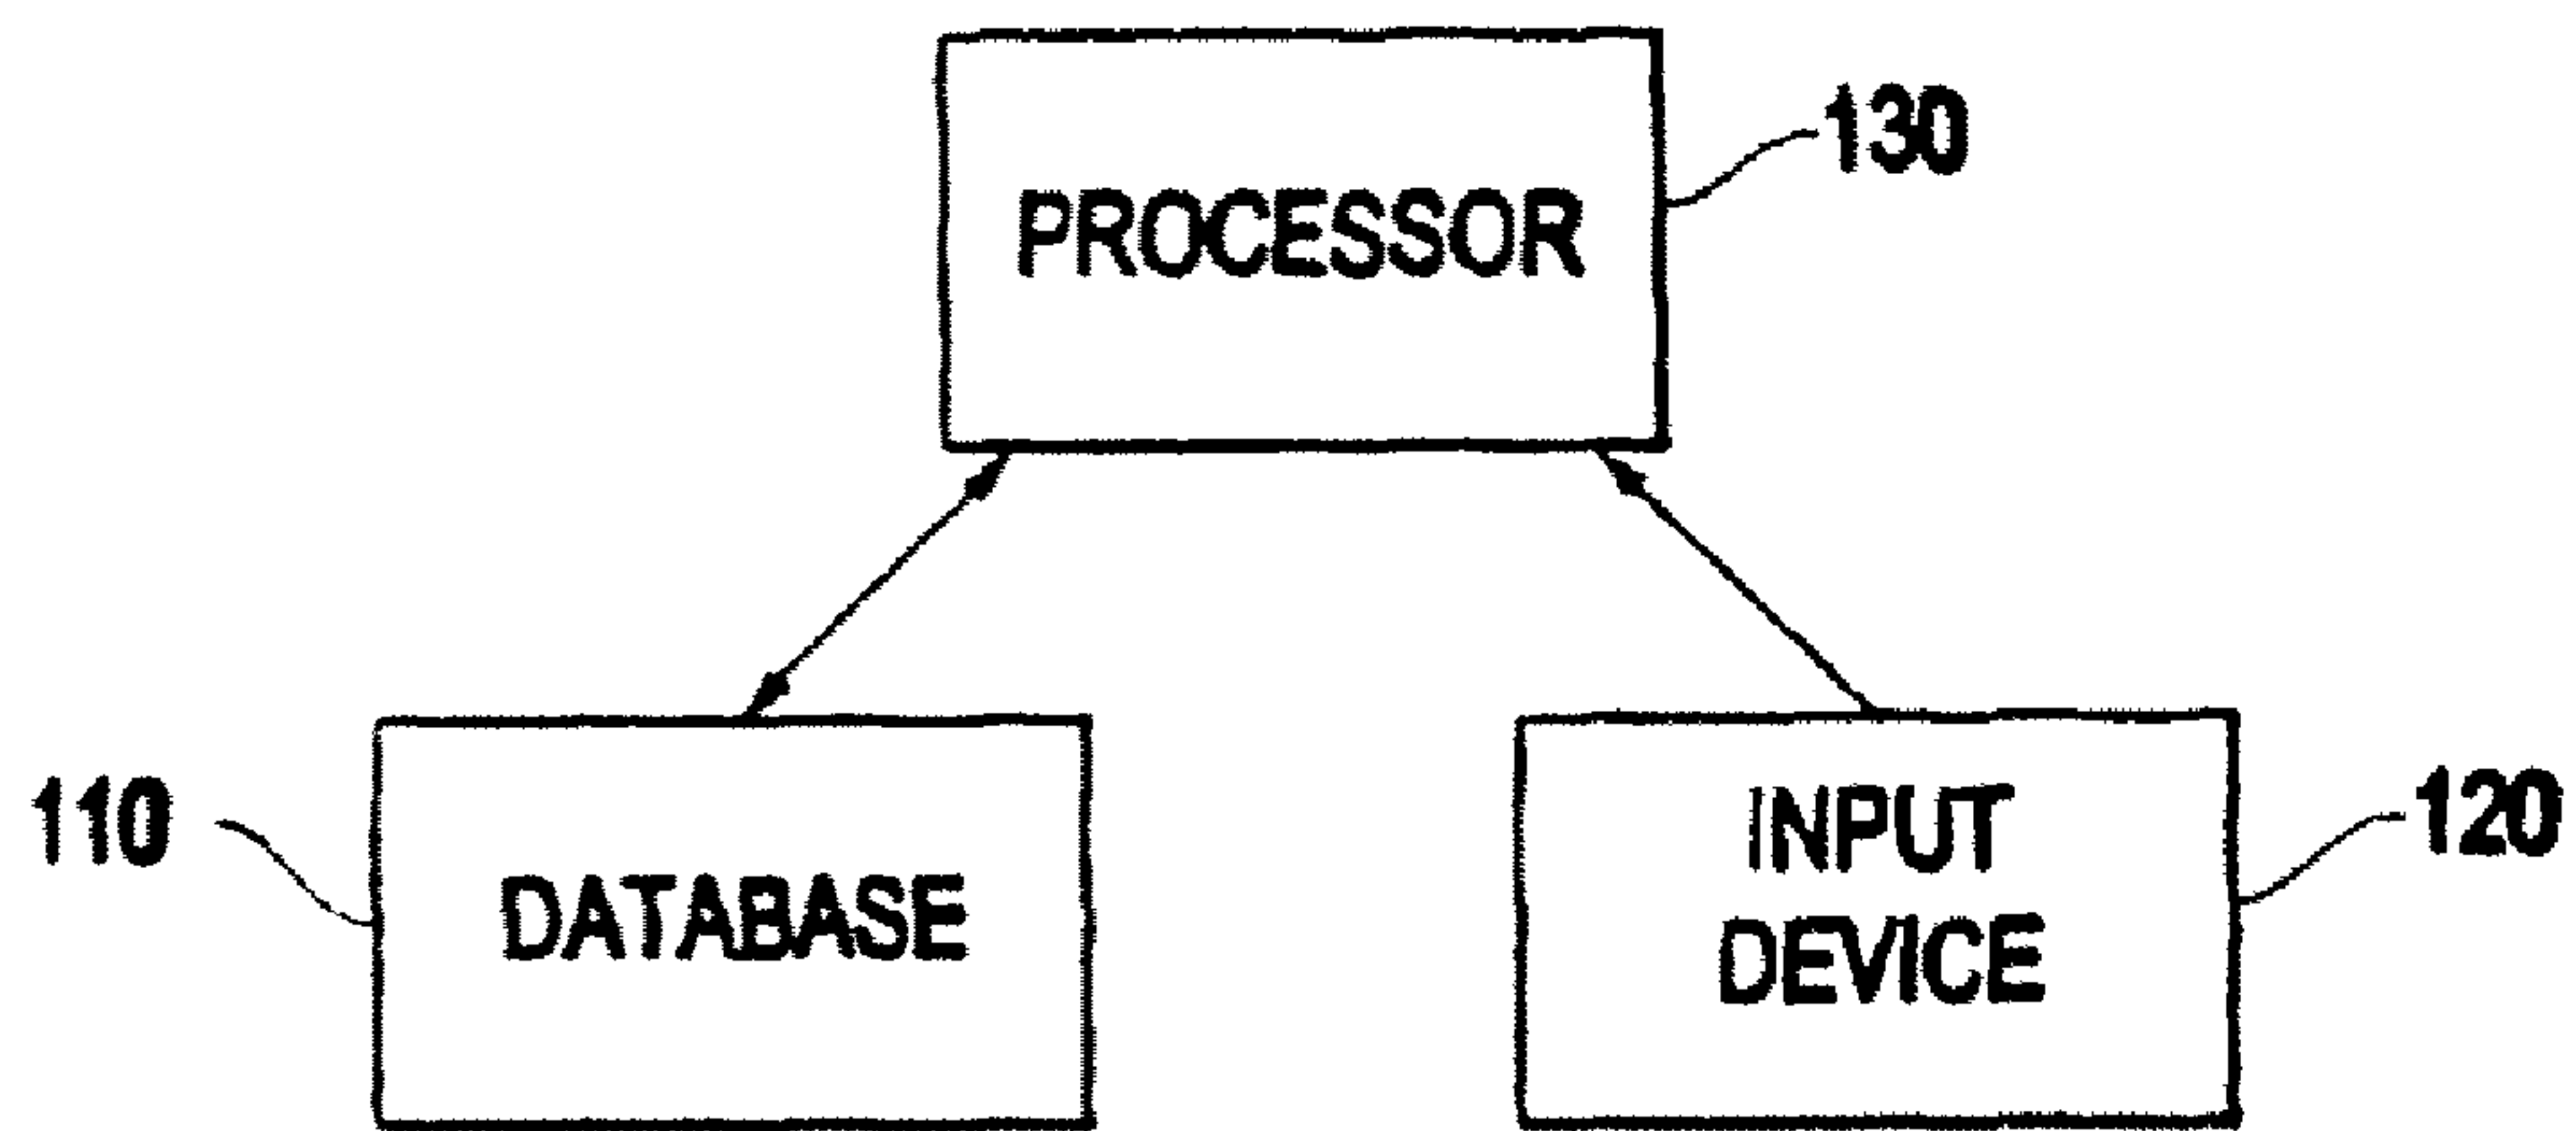 PROCESSOR
130
110
DATABASE
INPUT
DEVICE
120